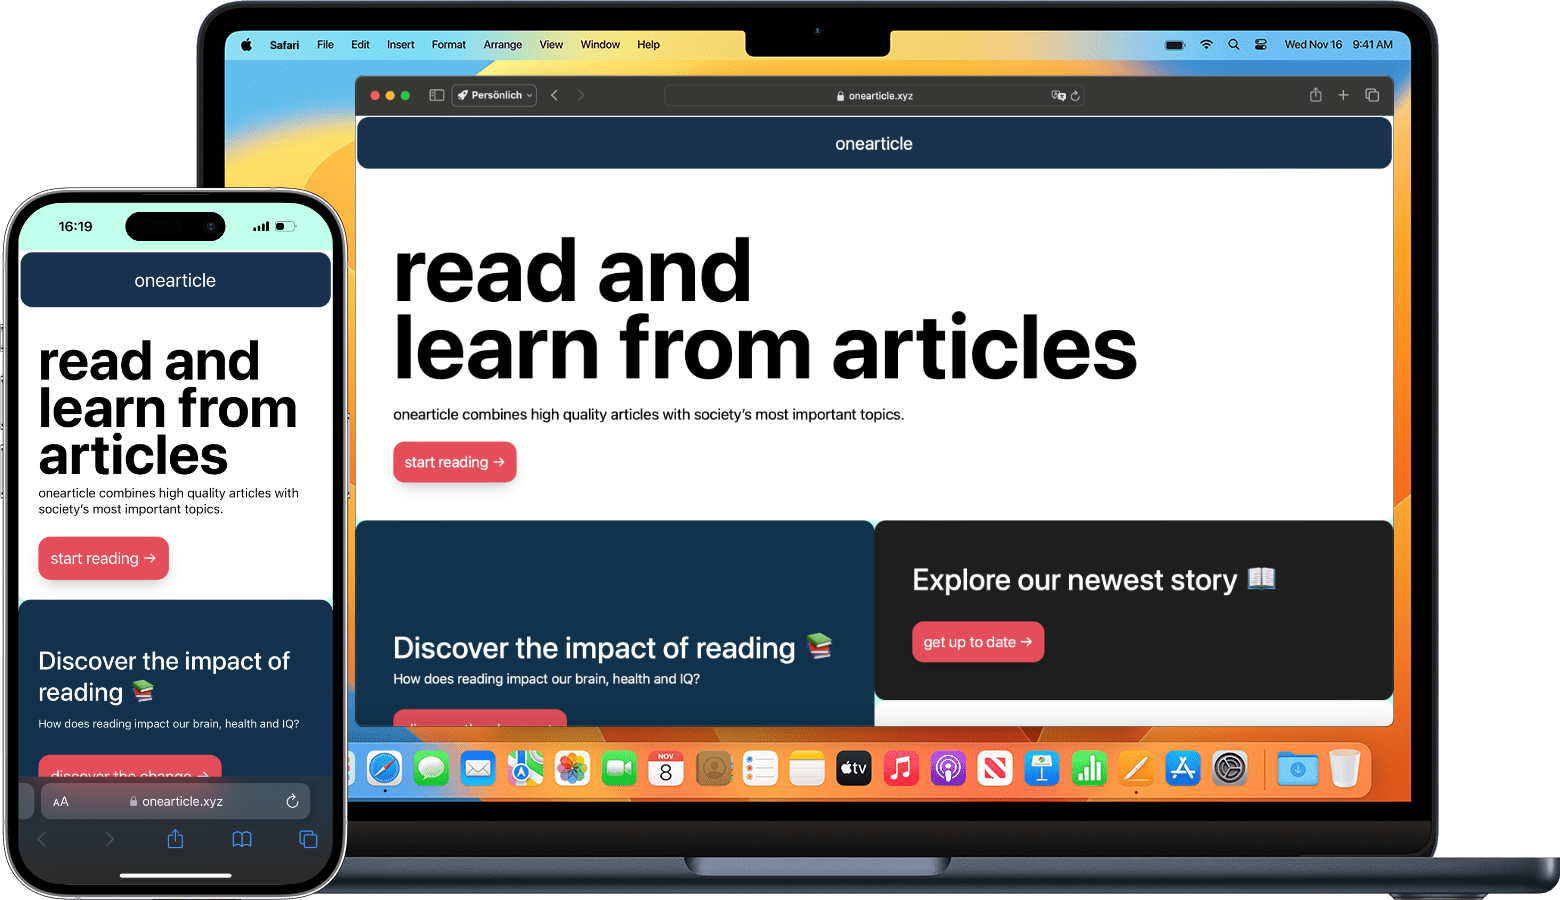 Safari File Edit Insert Format Arrange View Window Help
Wed Nov 16 9:41 AM
Persönlich
onearticle.xyz
onearticle
read and
learn from articles
onearticle combines high quality articles with society's most important topics.
start reading →
Discover the impact of reading 📚
How does reading impact our brain, health and IQ?
Explore our newest story 📖
get up to date →
NOV
8
tv
16:19
onearticle
read and
learn from
articles
onearticle combines high quality articles with
society's most important topics.
start reading →
Discover the impact of
reading 📚
How does reading impact our brain, health and IQ?
discover the change →
AA
onearticle.xyz